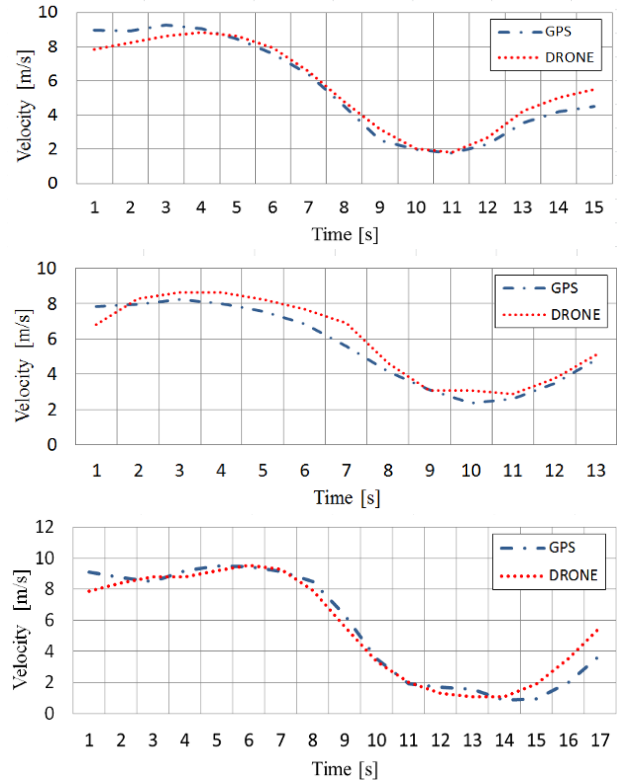 10
8
6
4
2
0
Velocity [m/s]
GPS
DRONE
1 2 3 4 5 6 7 8 9 10 11 12 13 14 15
Time [s]
10
8
6
4
2
0
Velocity [m/s]
GPS
DRONE
1 2 3 4 5 6 7 8 9 10 11 12 13
Time [s]
12
10
8
6
4
2
0
Velocity [m/s]
GPS
DRONE
1 2 3 4 5 6 7 8 9 10 11 12 13 14 15 16 17
Time [s]